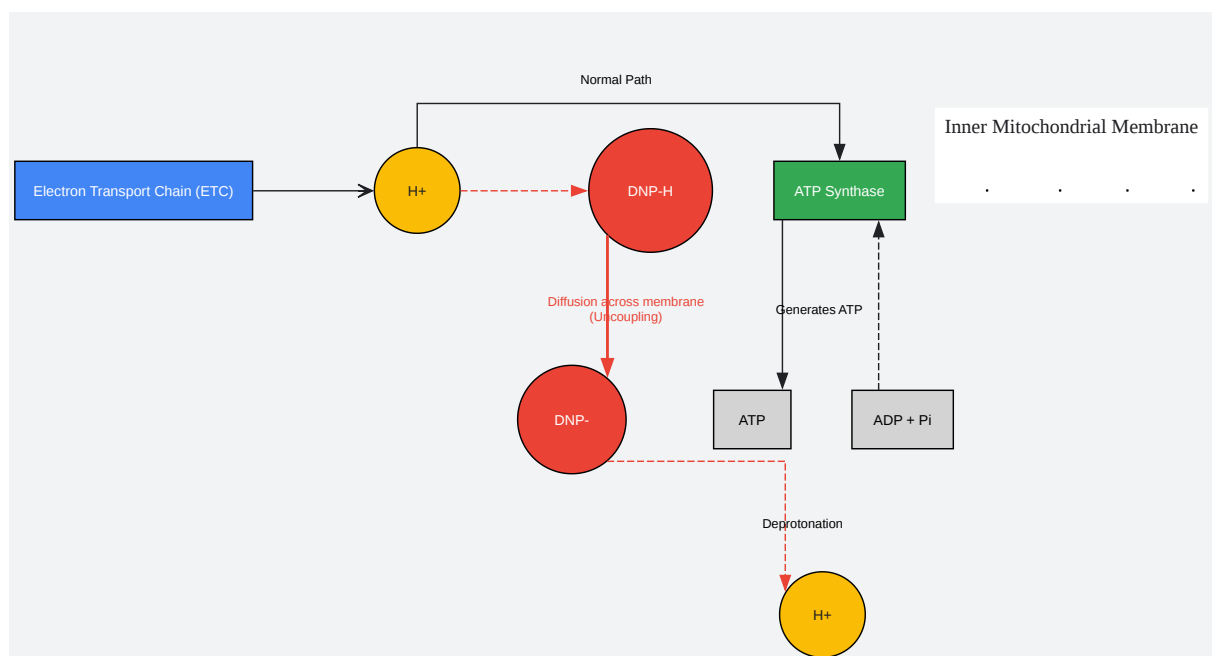 Normal Path
Inner Mitochondrial Membrane
Electron Transport Chain (ETC)
H+
DNP-H
ATP Synthase
. . . .
Diffusion across membrane
(Uncoupling)
Generates ATP
DNP-
ATP
ADP + Pi
Deprotonation
H+